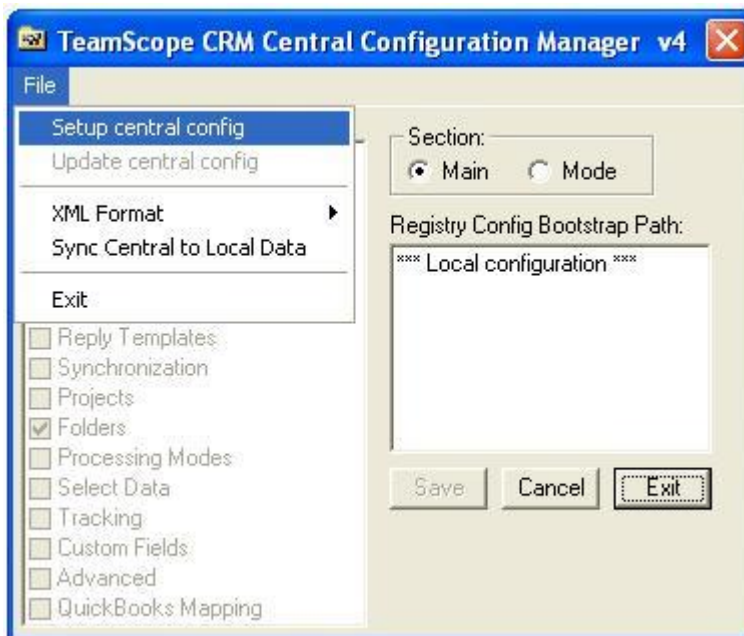 TeamScope CRM Central Configuration Manager v4
File
Setup central config
Update central config
XML Format
Sync Central to Local Data
Exit
Reply Templates
Synchronization
Projects
Folders
Processing Modes
Select Data
Tracking
Custom Fields
Advanced
QuickBooks Mapping
Section:
Main Mode
Registry Config Bootstrap Path:
*** Local configuration ***
Save Cancel Exit